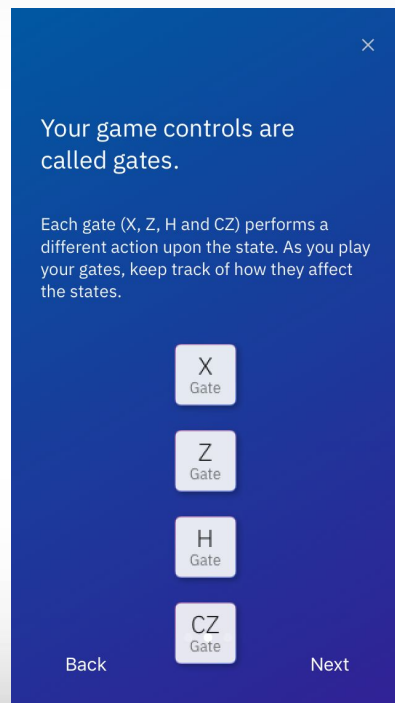 Your game controls are
called gates.
Each gate (X, Z, H and CZ) performs a
different action upon the state. As you play
your gates, keep track of how they affect
the states.
X
Gate
Z
Gate
H
Gate
CZ
Gate
Back
Next